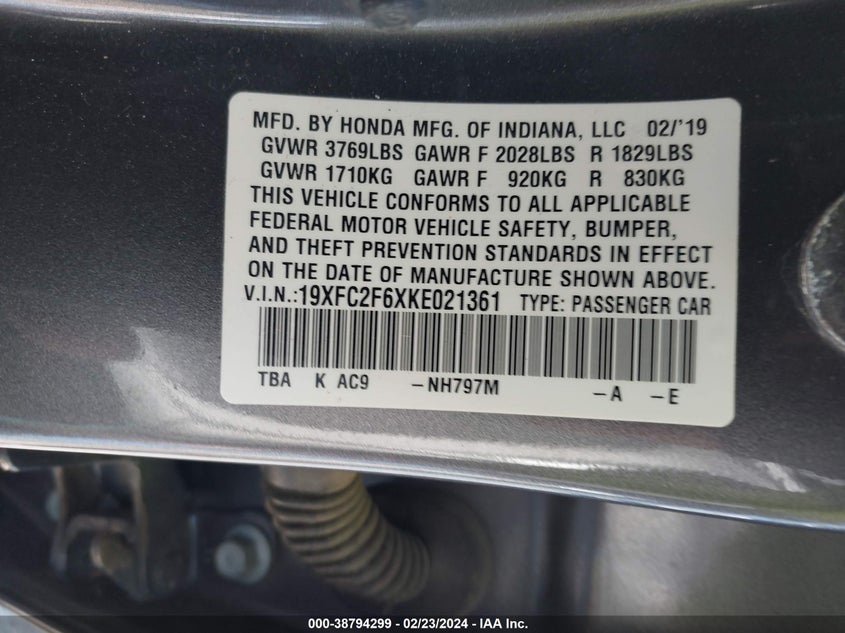 MFD. BY HONDA MFG. OF INDIANA, LLC 02/'19
GVWR 3769LBS GAWR F 2028LBS R 1829LBS
GVWR 1710KG GAWR F 920KG R 830KG
THIS VEHICLE CONFORMS TO ALL APPLICABLE
FEDERAL MOTOR VEHICLE SAFETY, BUMPER,
AND THEFT PREVENTION STANDARDS IN EFFECT
ON THE DATE OF MANUFACTURE SHOWN ABOVE.
V.I.N.:19XFC2F6XKE021361 TYPE: PASSENGER CAR
TBA K AC9 -NH797M -A -E
000-38794299 - 02/23/2024 - IAA Inc.